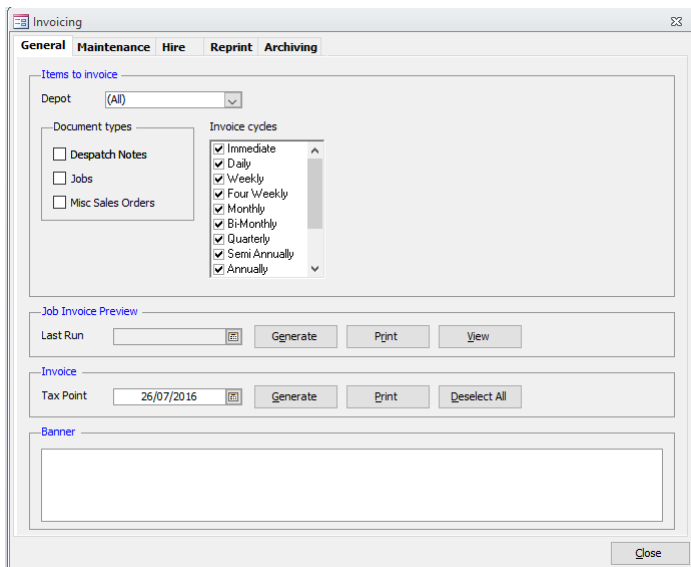 Invoicing
General Maintenance Hire Reprint Archiving
Items to invoice
Depot (All)
Document types
Despatch Notes
Jobs
Misc Sales Orders
Invoice cycles
Immediate
Daily
Weekly
Four Weekly
Monthly
Bi-Monthly
Quarterly
Semi Annually
Annually
Job Invoice Preview
Last Run Generate Print View
Invoice
Tax Point 26/07/2016 Generate Print Deselect All
Banner
Close